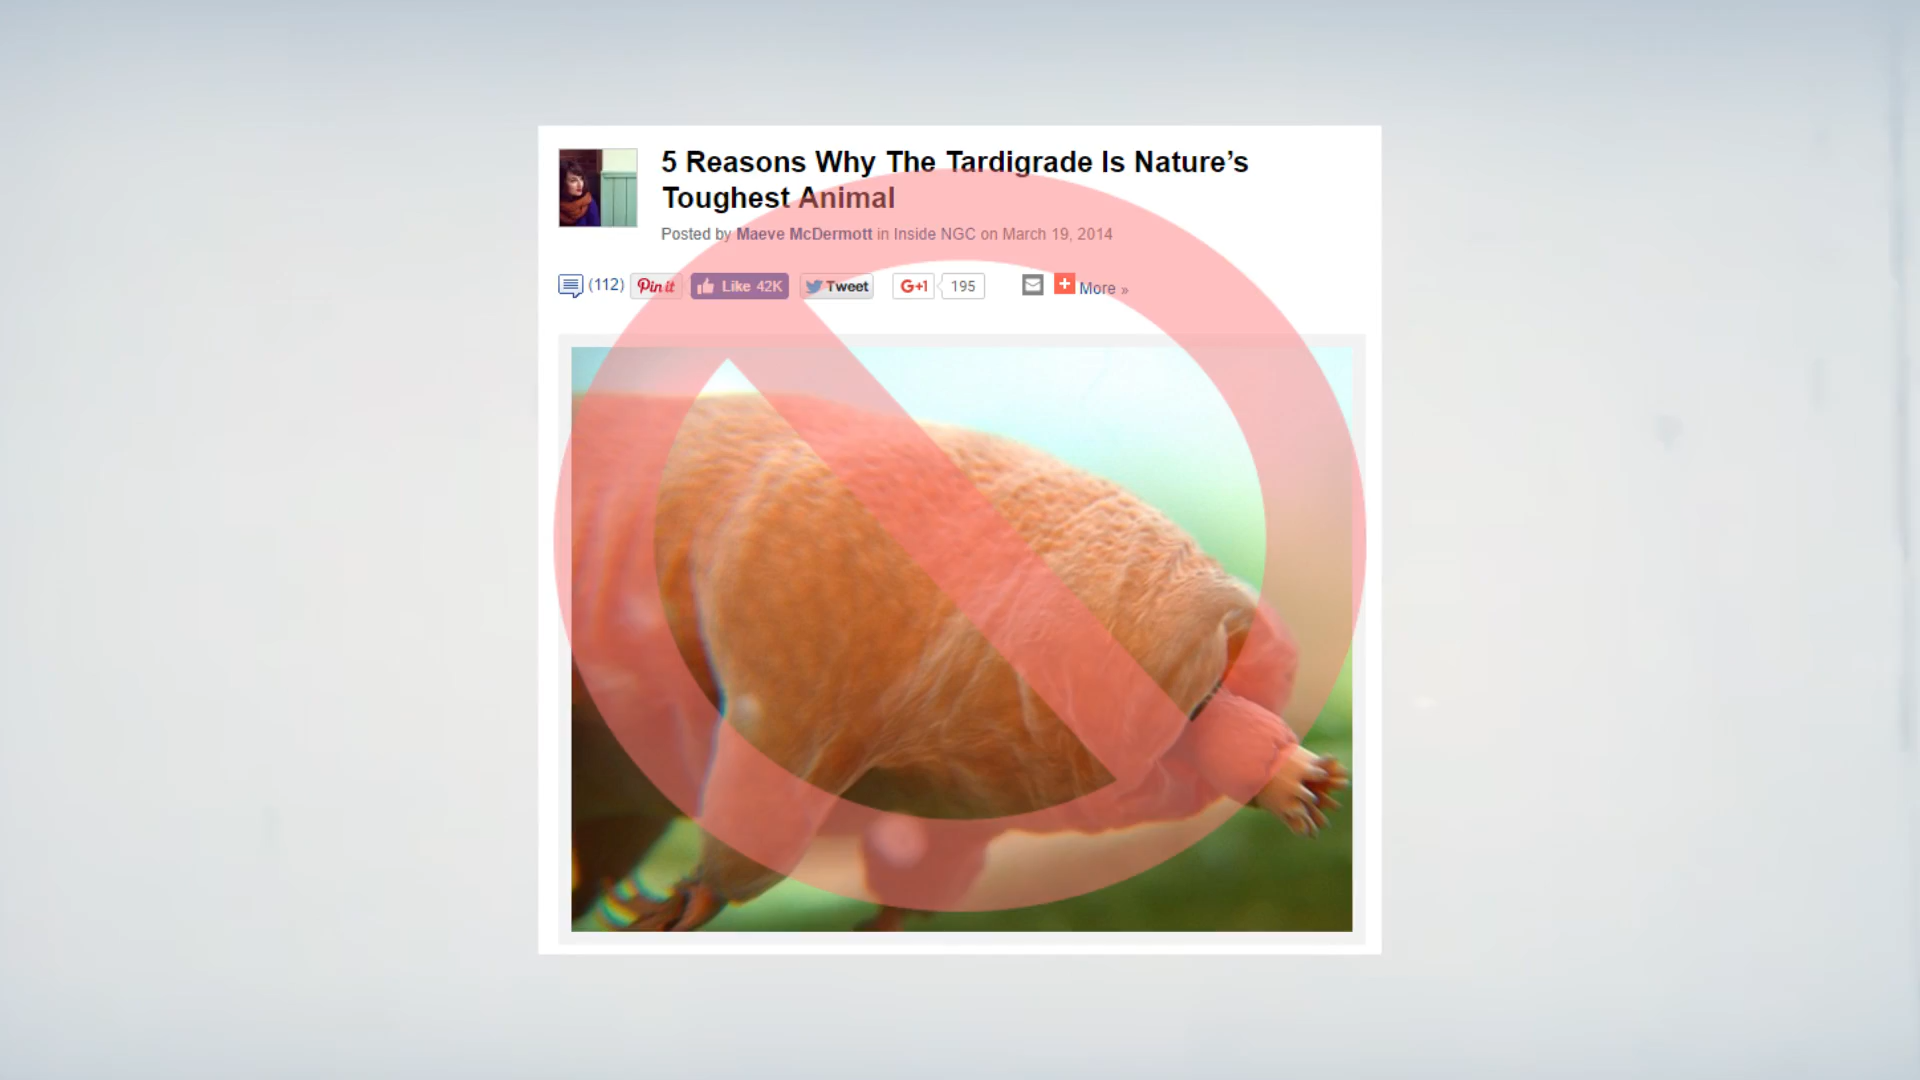 5 Reasons Why The Tardigrade Is Nature’s
Toughest Animal
Posted by Maeve McDermott in Inside NGC on March 19, 2014
(112) Pin it Like 42K Tweet G+1 195 More »